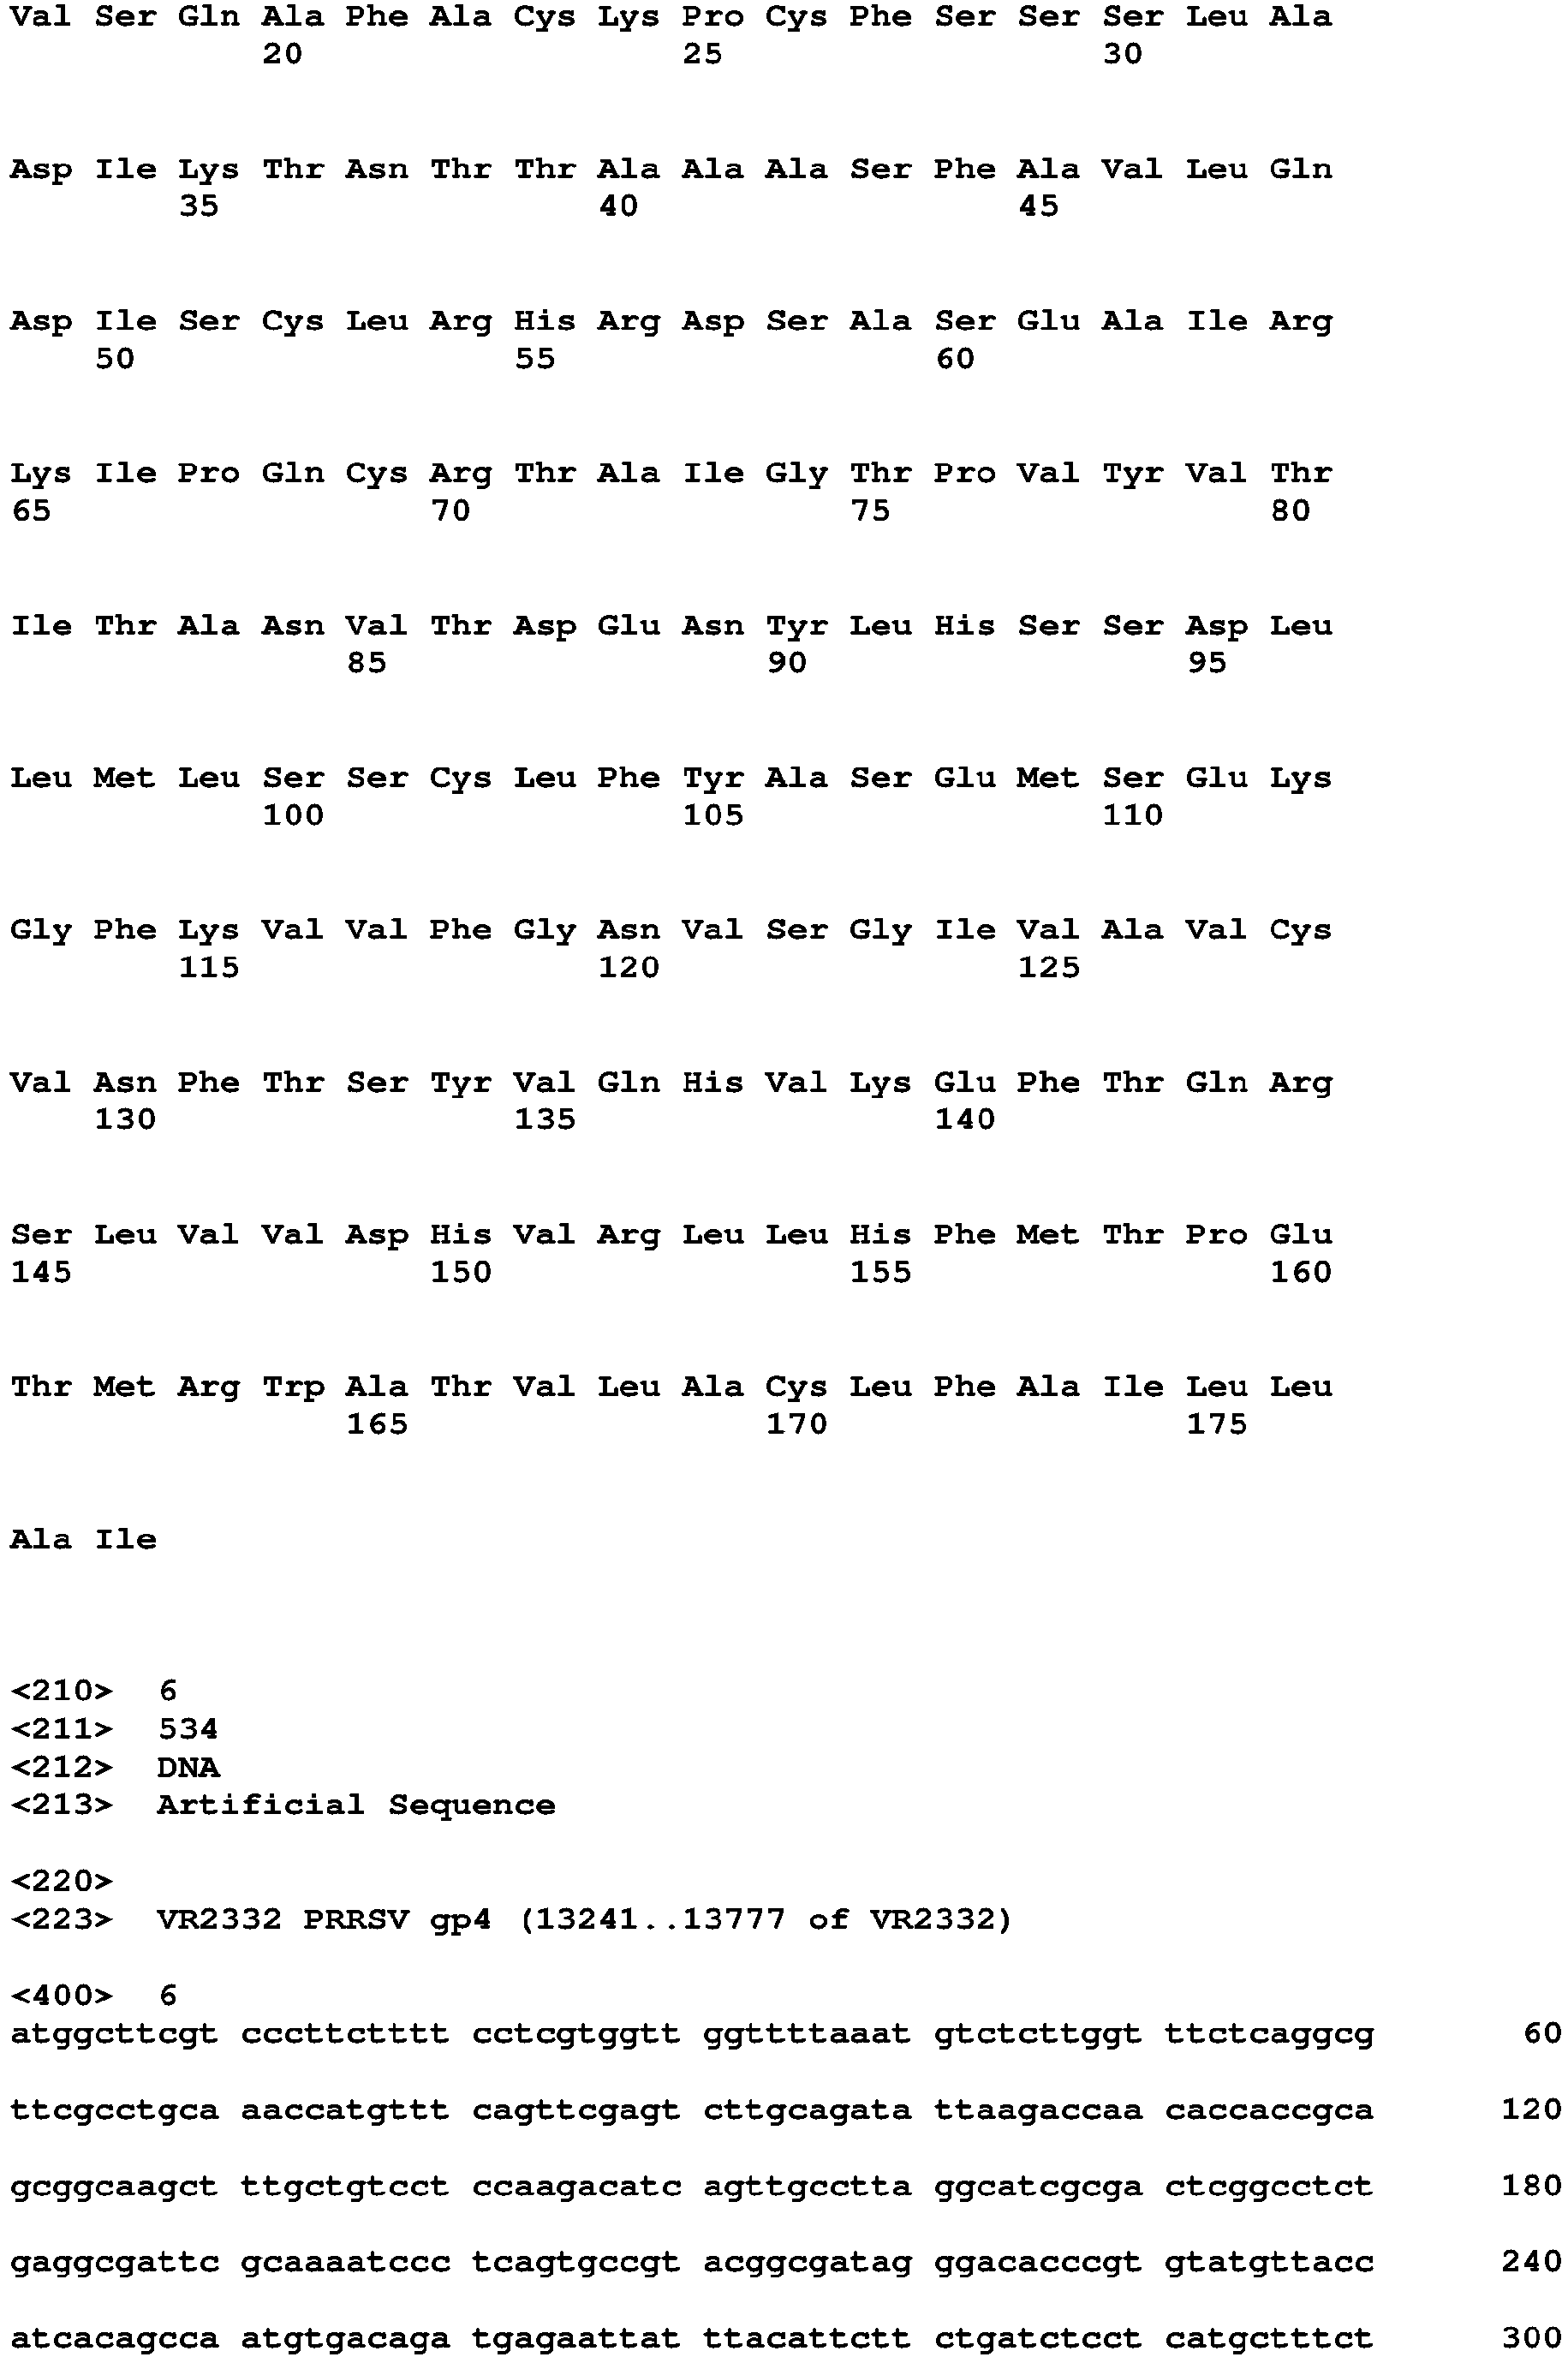 Val Ser Gln Ala Phe Ala Cys Lys Pro Cys Phe Ser Ser Ser Leu Ala
20 25 30
Asp Ile Lys Thr Asn Thr Thr Ala Ala Ala Ser Phe Ala Val Leu Gln
35 40 45
Asp Ile Ser Cys Leu Arg His Arg Asp Ser Ala Ser Glu Ala Ile Arg
50 55 60
Lys Ile Pro Gln Cys Arg Thr Ala Ile Gly Thr Pro Val Tyr Val Thr
65 70 75 80
Ile Thr Ala Asn Val Thr Asp Glu Asn Tyr Leu His Ser Ser Asp Leu
85 90 95
Leu Met Leu Ser Ser Cys Leu Phe Tyr Ala Ser Glu Met Ser Glu Lys
100 105 110
Gly Phe Lys Val Val Phe Gly Asn Val Ser Gly Ile Val Ala Val Cys
115 120 125
Val Asn Phe Thr Ser Tyr Val Gln His Val Lys Glu Phe Thr Gln Arg
130 135 140
Ser Leu Val Val Asp His Val Arg Leu Leu His Phe Met Thr Pro Glu
145 150 155 160
Thr Met Arg Trp Ala Thr Val Leu Ala Cys Leu Phe Ala Ile Leu Leu
165 170 175
Ala Ile
<210> 6
<211> 534
<212> DNA
<213> Artificial Sequence
<220>
<223> VR2332 PRRSV gp4 (13241..13777 of VR2332)
<400> 6
atggcttcgt cccttctttt cctcgtggtt ggttttaaat gtctcttggt ttctcaggcg 60
ttcgcctgca aaccatgttt cagttcgagt cttgcagata ttaagaccaa caccaccgca 120
gcggcaagct ttgctgtcct ccaagacatc agttgcctta ggcatcgcga ctcggcctct 180
gaggcgattc gcaaaatccc tcagtgccgt acggcgatag ggacacccgt gtatgttacc 240
atcacagcca atgtgacaga tgagaattat ttacattctt ctgatctcct catgctttct 300